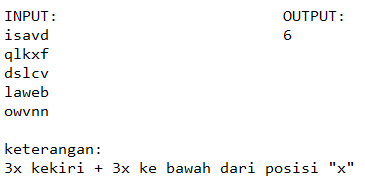 INPUT: OUTPUT:
isavd 6
qlkxf
dslcv
laweb
owvnn
keterangan:
3x kekiri + 3x ke bawah dari posisi "x"